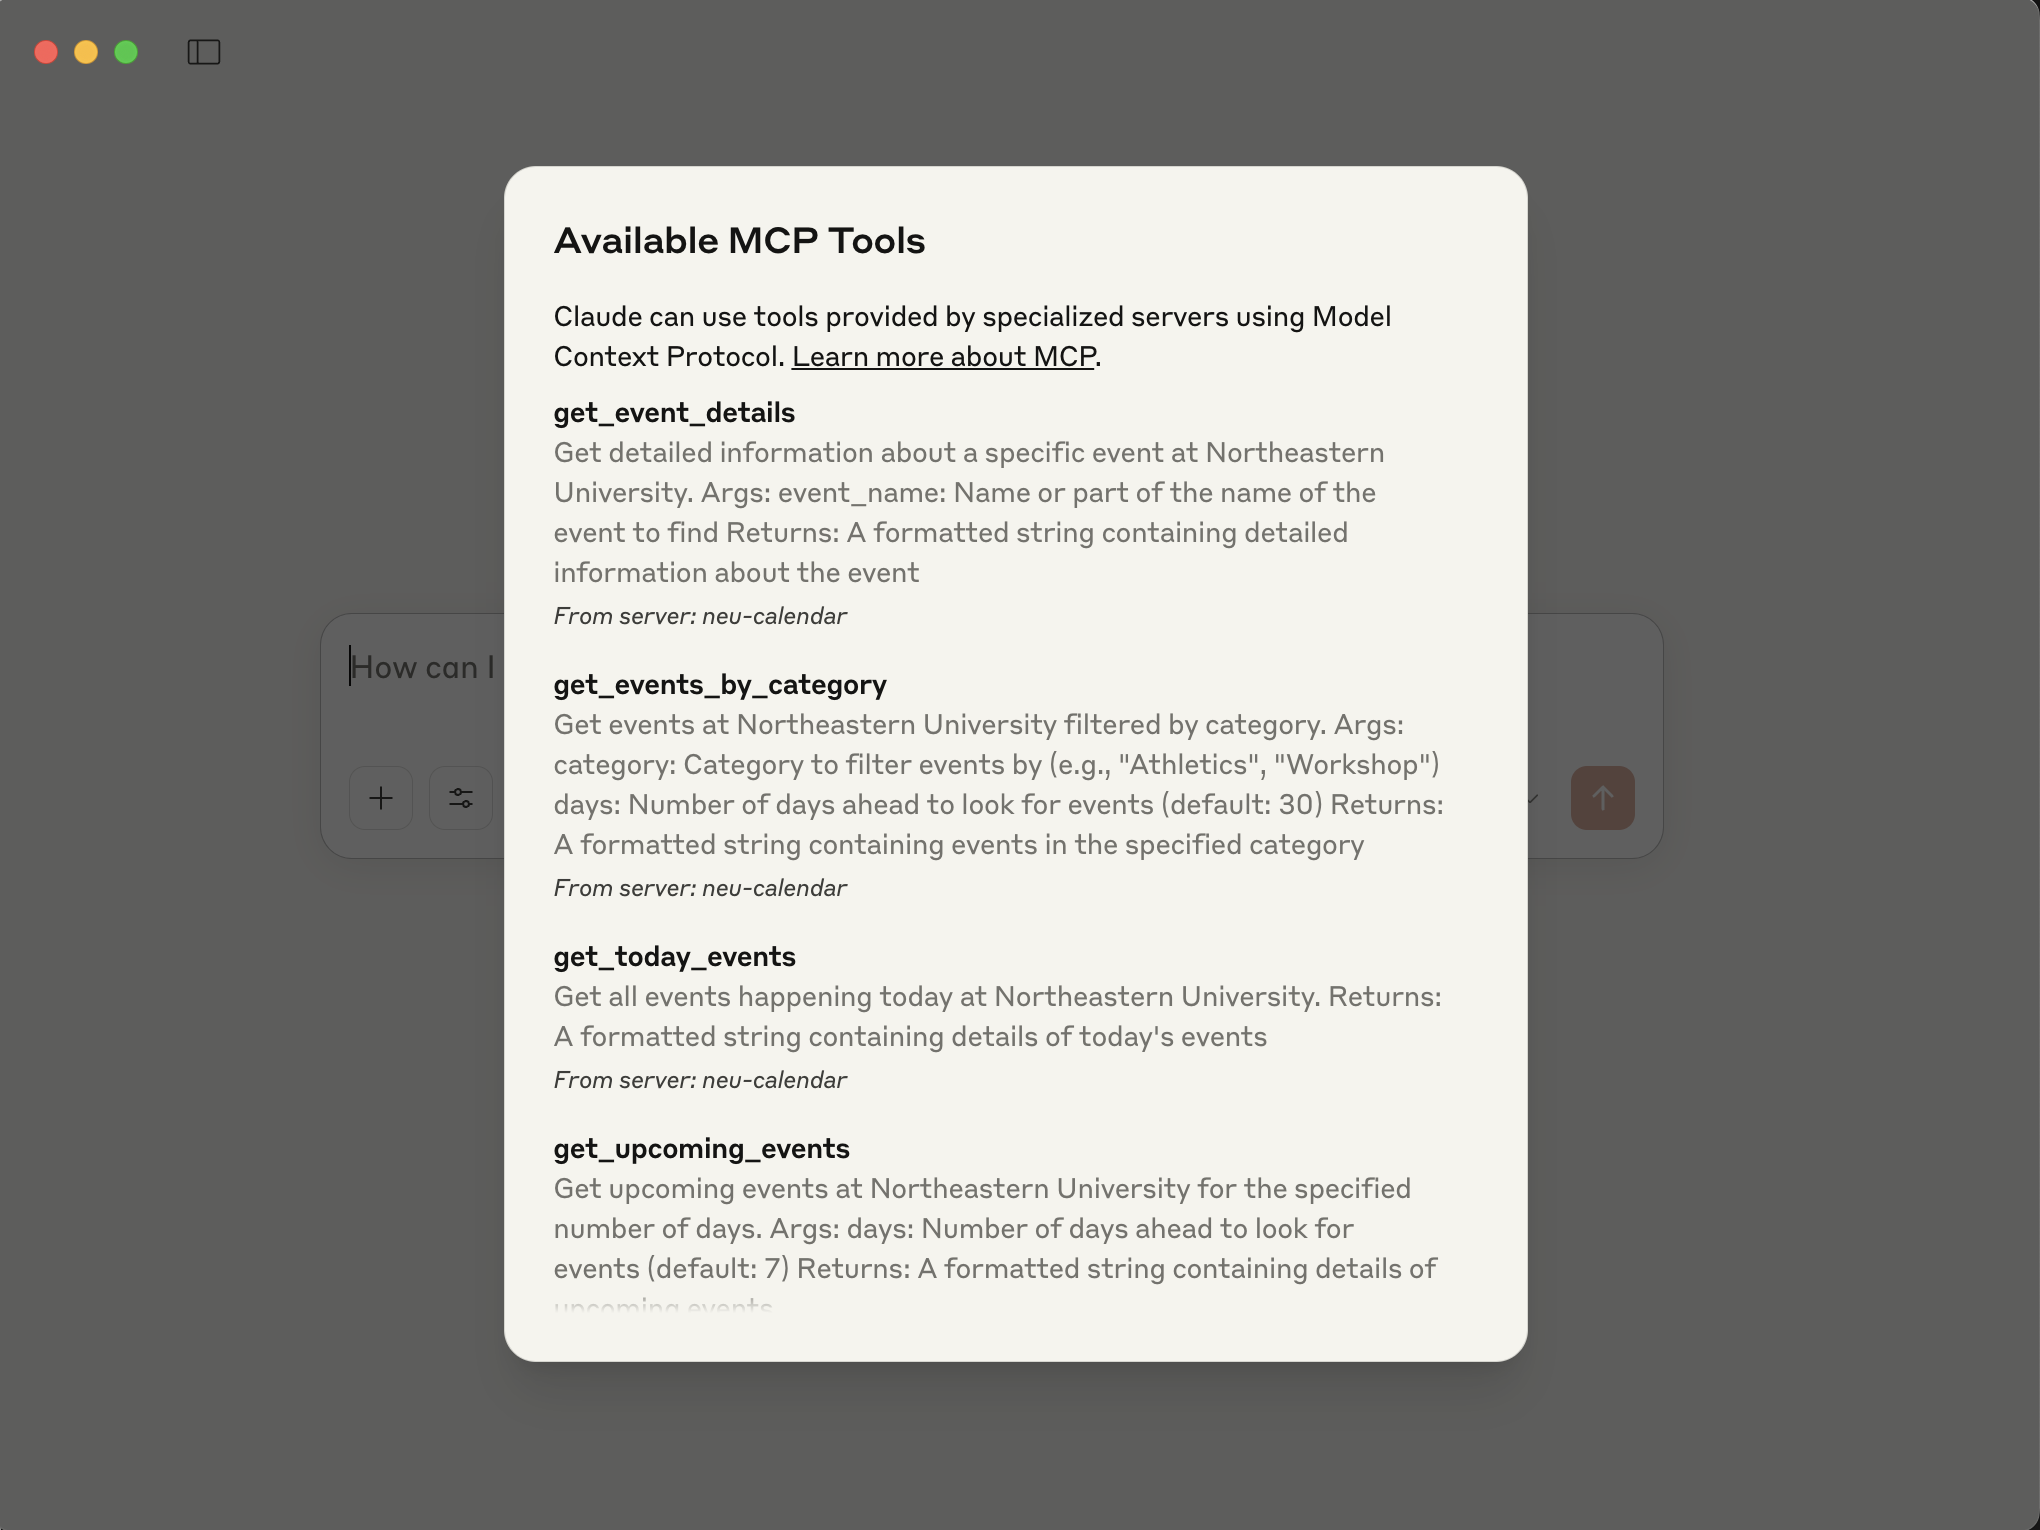 Available MCP Tools
Claude can use tools provided by specialized servers using Model
Context Protocol. Learn more about MCP.
get_event_details
Get detailed information about a specific event at Northeastern
University. Args: event_name: Name or part of the name of the
event to find Returns: A formatted string containing detailed
information about the event
From server: neu-calendar
get_events_by_category
Get events at Northeastern University filtered by category. Args:
category: Category to filter events by (e.g., "Athletics", "Workshop")
days: Number of days ahead to look for events (default: 30) Returns:
A formatted string containing events in the specified category
From server: neu-calendar
get_today_events
Get all events happening today at Northeastern University. Returns:
A formatted string containing details of today's events
From server: neu-calendar
get_upcoming_events
Get upcoming events at Northeastern University for the specified
number of days. Args: days: Number of days ahead to look for
events (default: 7) Returns: A formatted string containing details of
upcoming events
How can I